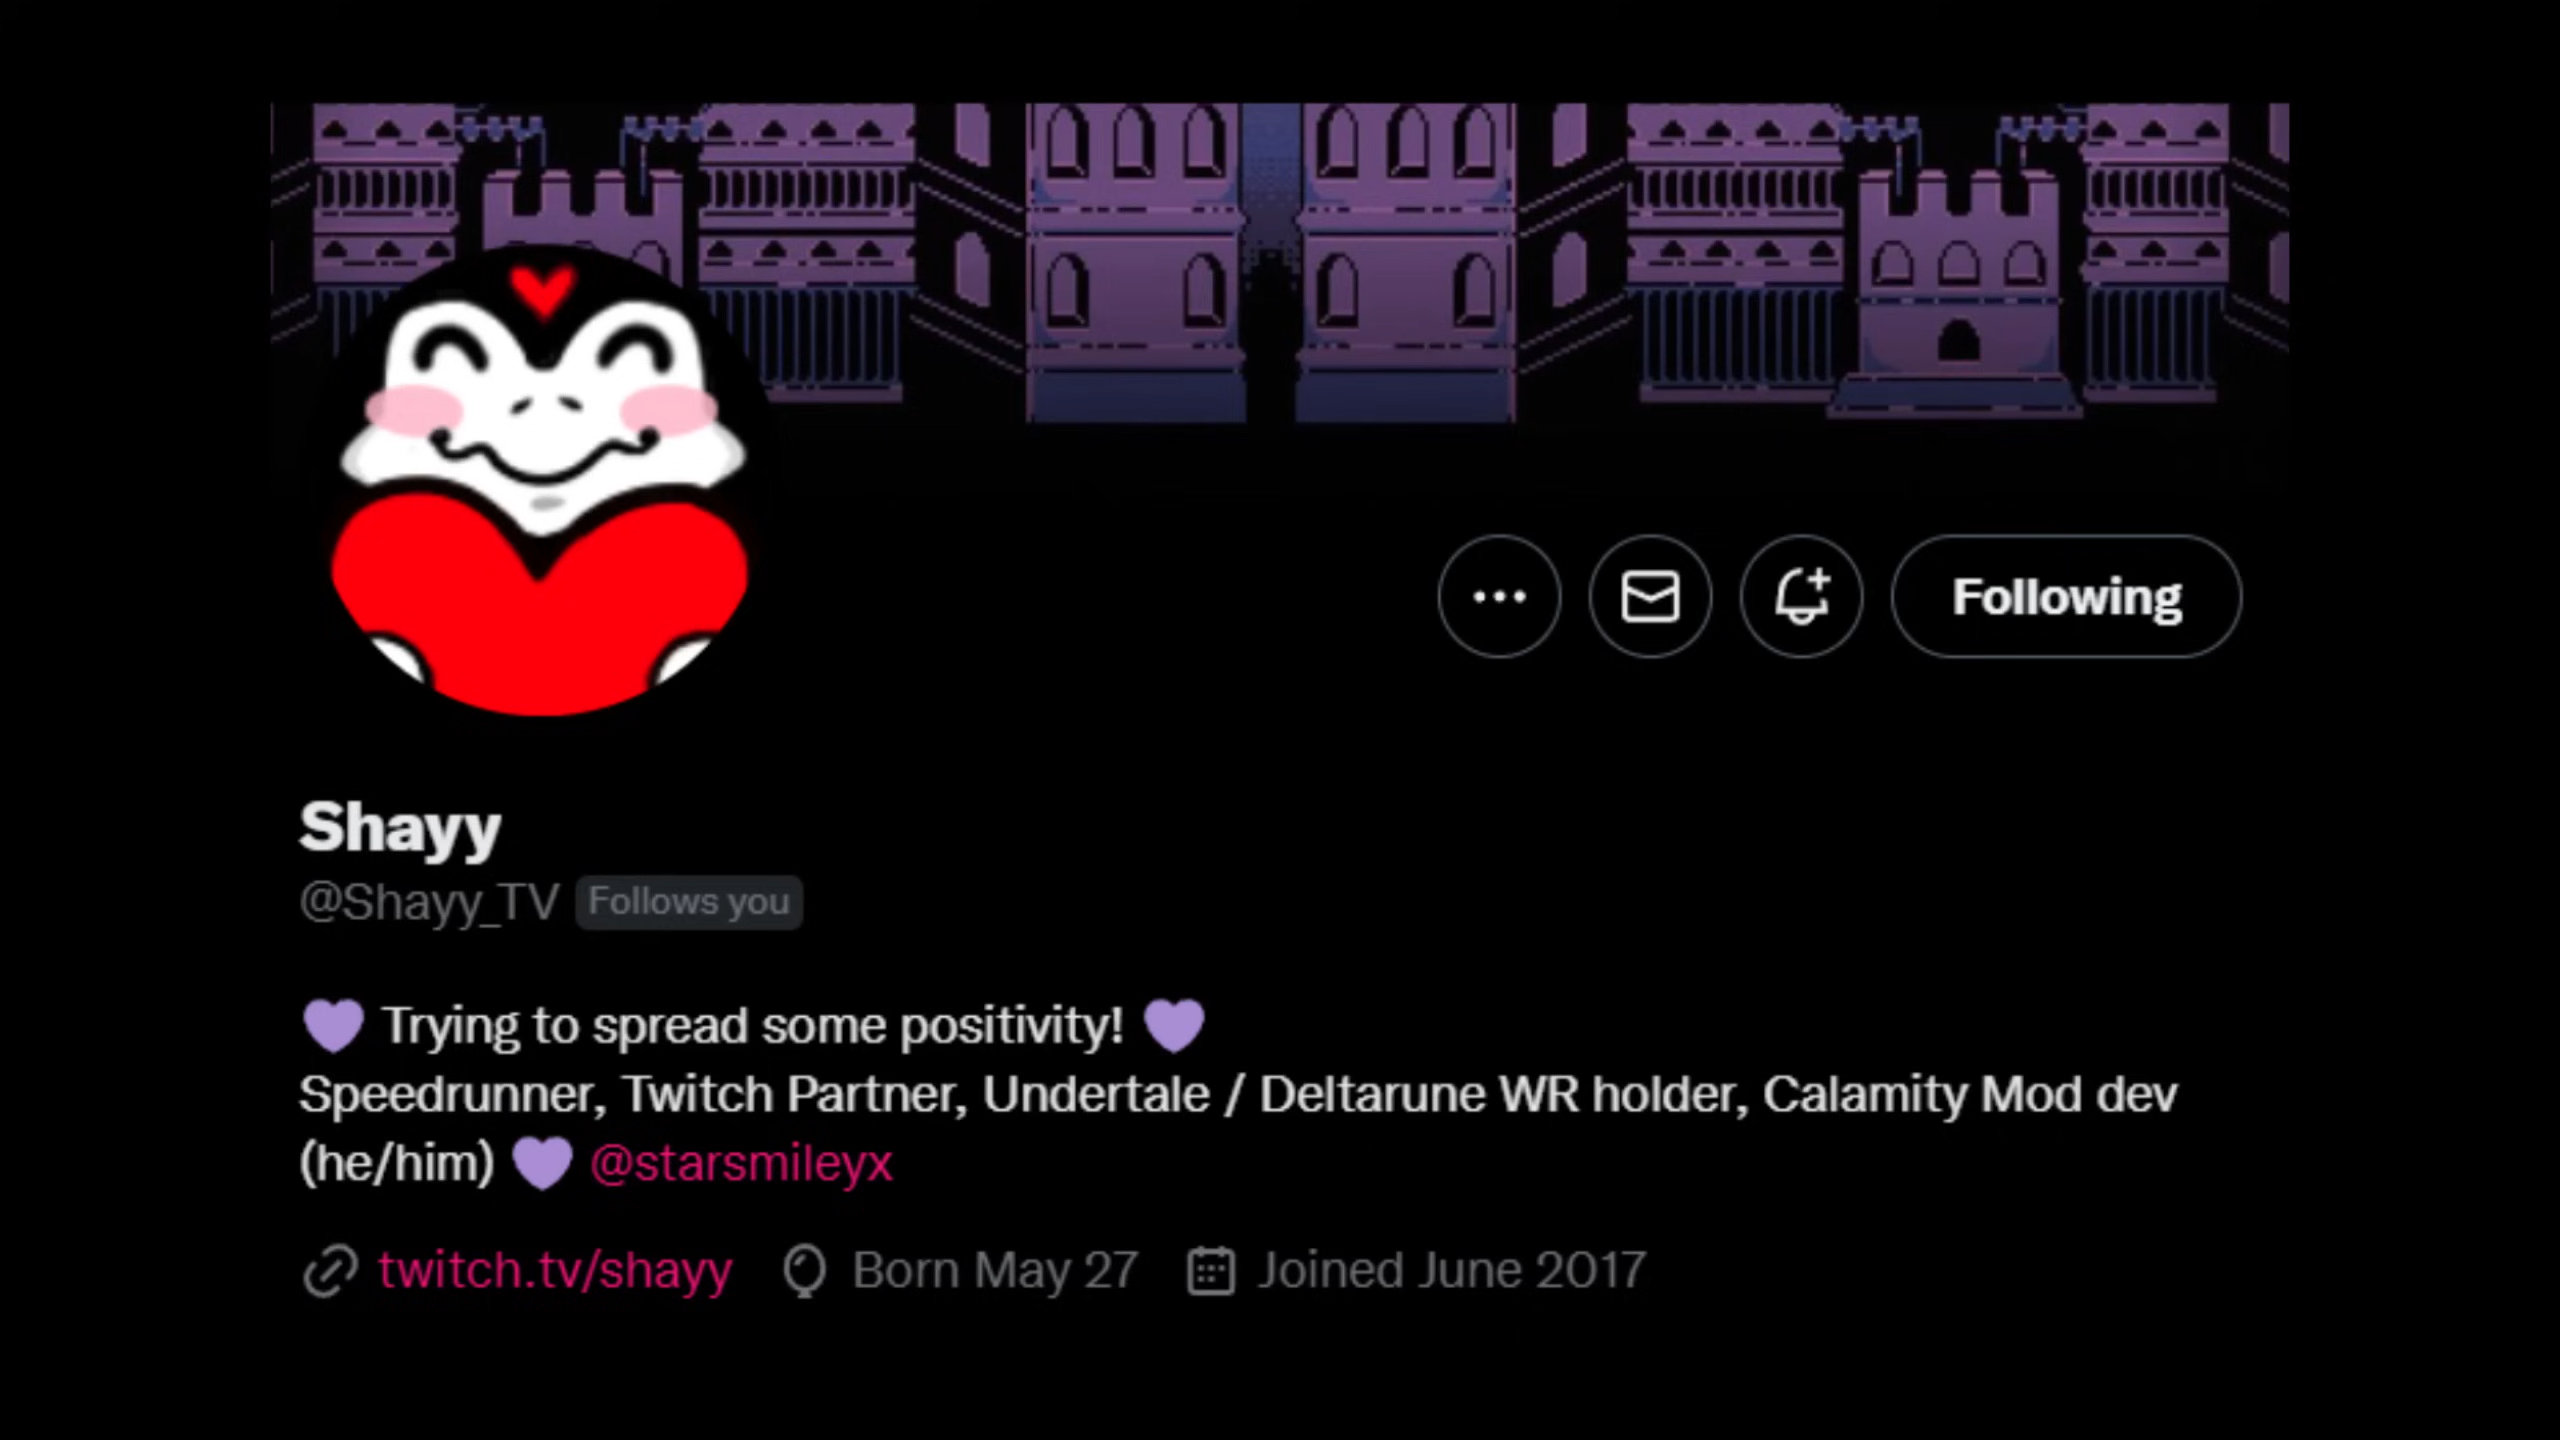 Following
Shayy
@Shayy_TV Follows you
💜 Trying to spread some positivity! 💜
Speedrunner, Twitch Partner, Undertale / Deltarune WR holder, Calamity Mod dev
(he/him) 💜 @starsmileyx
twitch.tv/shayy Born May 27 Joined June 2017